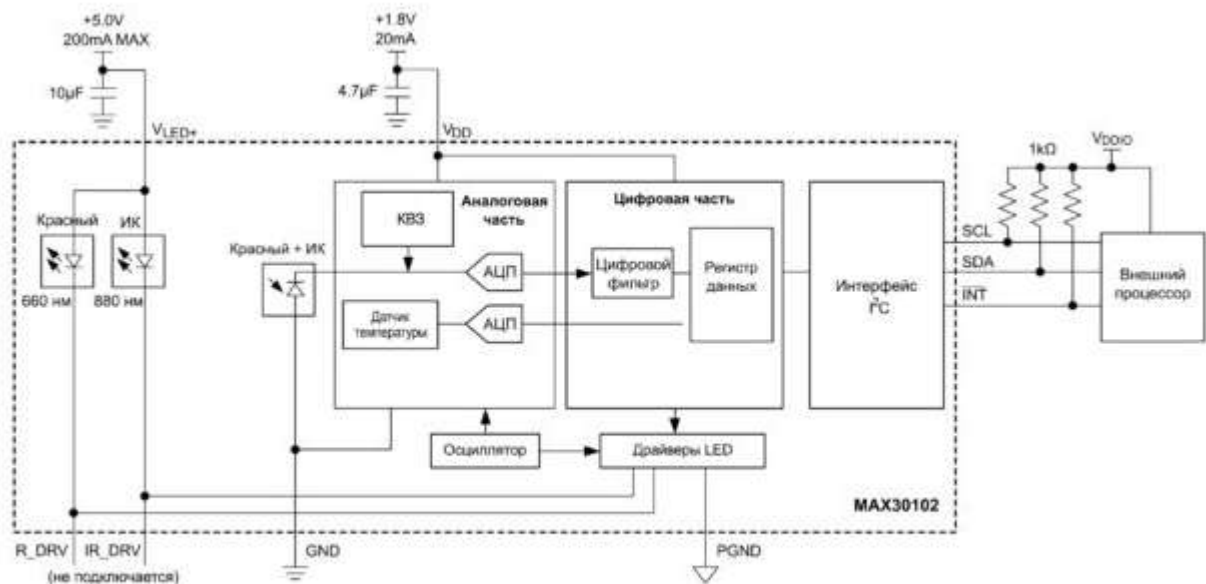 +5.0V
200mA MAX
+1.8V
20mA
10µF
4.7µF
VLED+
VDD
1kΩ
VDDIO
Красный
ИК
660 нм
880 нм
Красный + ИК
КВЗ
Аналоговая
часть
АЦП
Датчик
температуры
АЦП
Цифровая часть
Цифровой
фильтр
Регистр
данных
Интерфейс
I²C
SCL
SDA
INT
Внешний
процессор
Осциллятор
Драйверы LED
MAX30102
R_DRV
IR_DRV
(не подключается)
GND
PGND